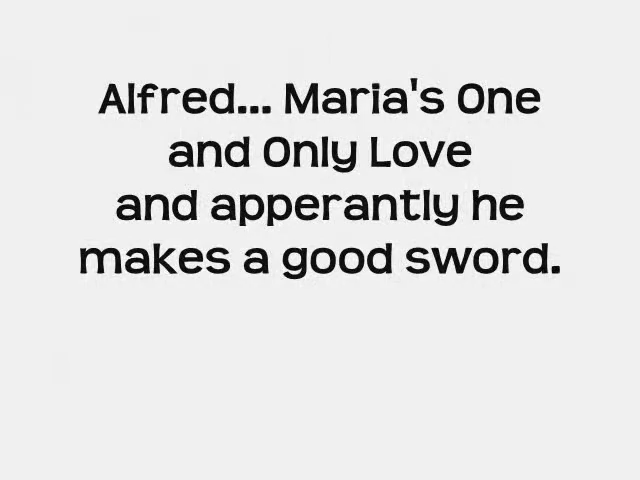 Alfred... Maria's One
and Only Love
and apperantly he
makes a good sword.